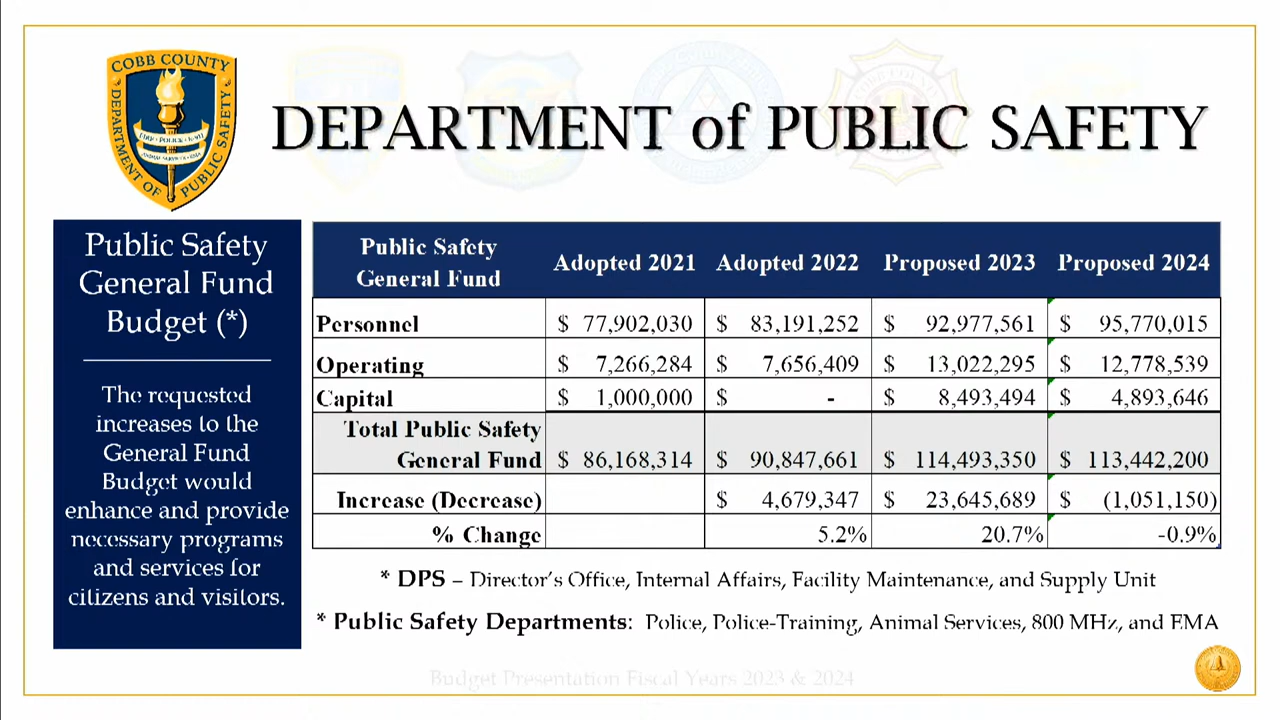 COBB COUNTY
DEPARTMENT OF PUBLIC SAFETY
DEPARTMENT of PUBLIC SAFETY
Public Safety
General Fund
Budget (*)
The requested
increases to the
General Fund
Budget would
enhance and provide
necessary programs
and services for
citizens and visitors.
Public Safety General Fund Adopted 2021 Adopted 2022 Proposed 2023 Proposed 2024
Personnel $ 77,902,030 $ 83,191,252 $ 92,977,561 $ 95,770,015
Operating $ 7,266,284 $ 7,656,409 $ 13,022,295 $ 12,778,539
Capital $ 1,000,000 $ - $ 8,493,494 $ 4,893,646
Total Public Safety General Fund $ 86,168,314 $ 90,847,661 $ 114,493,350 $ 113,442,200
Increase (Decrease) $ 4,679,347 $ 23,645,689 $ (1,051,150)
% Change 5.2% 20.7% -0.9%
* DPS – Director's Office, Internal Affairs, Facility Maintenance, and Supply Unit
* Public Safety Departments: Police, Police-Training, Animal Services, 800 MHz, and EMA
Budget Presentation Fiscal Years 2023 & 2024